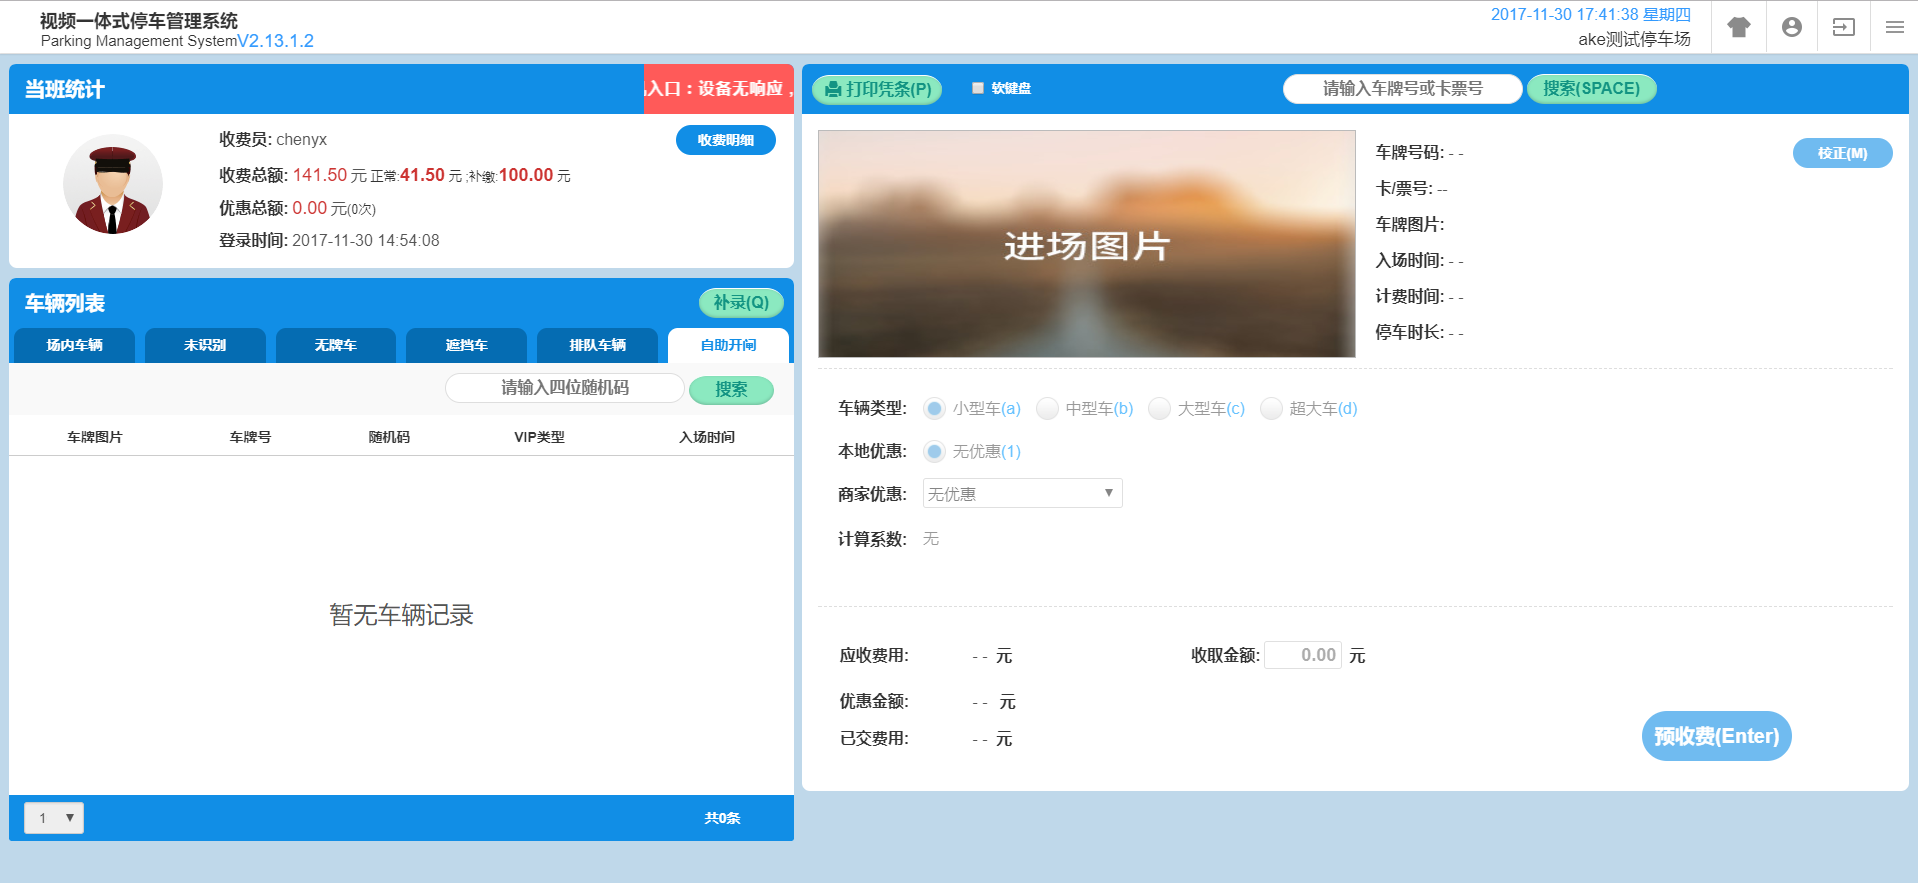 视频一体式停车管理系统
Parking Management SystemV2.13.1.2
2017-11-30 17:41:38 星期四
ake测试停车场
当班统计
入口：设备无响应，
收费员: chenyx
收费明细
收费总额: 141.50 元 正常:41.50 元 ;补缴:100.00 元
优惠总额: 0.00 元(0次)
登录时间: 2017-11-30 14:54:08
车辆列表
补录(Q)
场内车辆 未识别 无牌车 遮挡车 排队车辆 自助开闸
请输入四位随机码 搜索
车牌图片 车牌号 随机码 VIP类型 入场时间
暂无车辆记录
1 ▼ 共0条
打印凭条(P) 软键盘 请输入车牌号或卡票号 搜索(SPACE)
进场图片
车牌号码: - -
校正(M)
卡/票号: --
车牌图片:
入场时间: - -
计费时间: - -
停车时长: - -
车辆类型: 小型车(a) 中型车(b) 大型车(c) 超大车(d)
本地优惠: 无优惠(1)
商家优惠: 无优惠 ▼
计算系数: 无
应收费用: - - 元 收取金额: 0.00 元
优惠金额: - - 元
已交费用: - - 元
预收费(Enter)